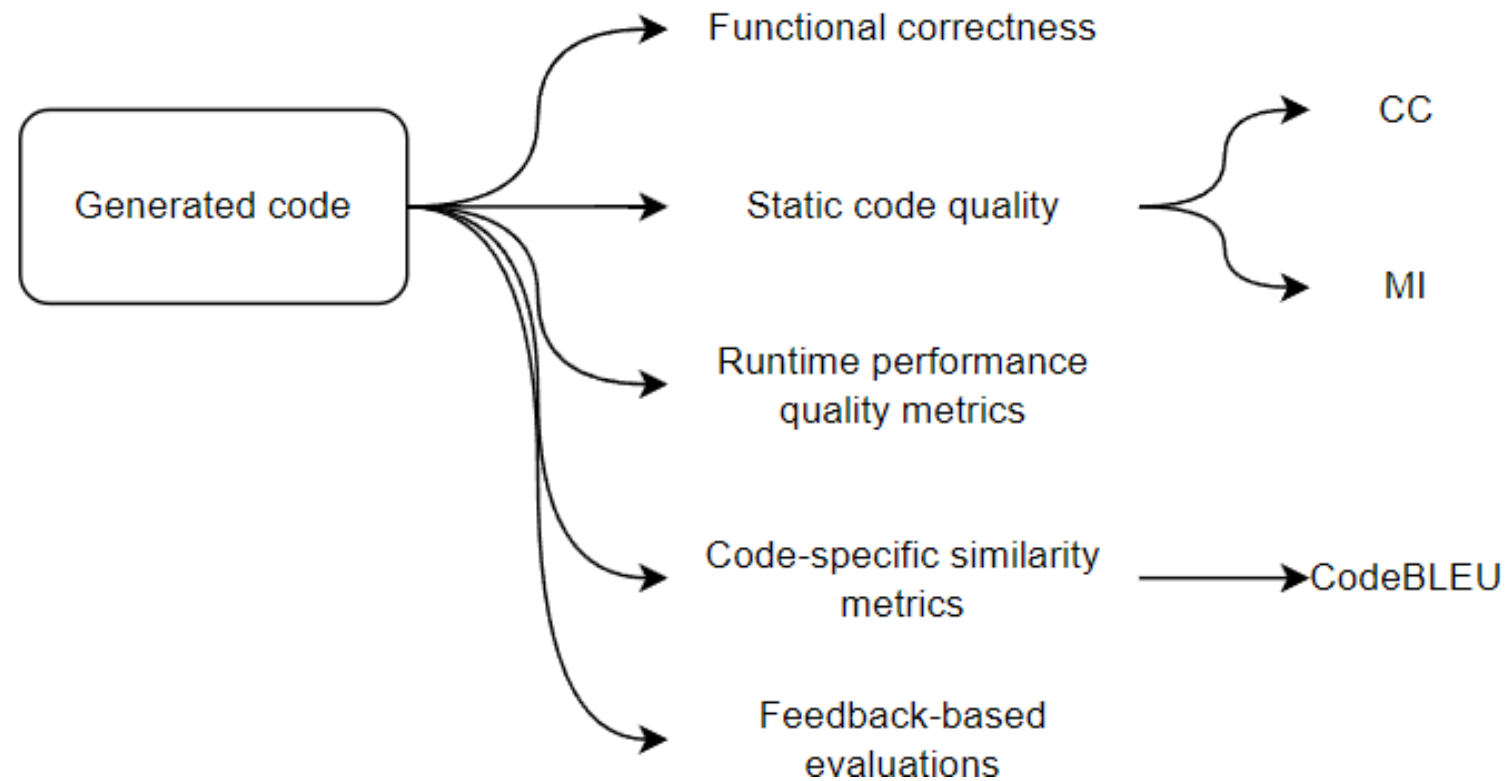 Functional correctness
CC
Generated code
Static code quality
MI
Runtime performance
quality metrics
Code-specific similarity
metrics
CodeBLEU
Feedback-based
evaluations